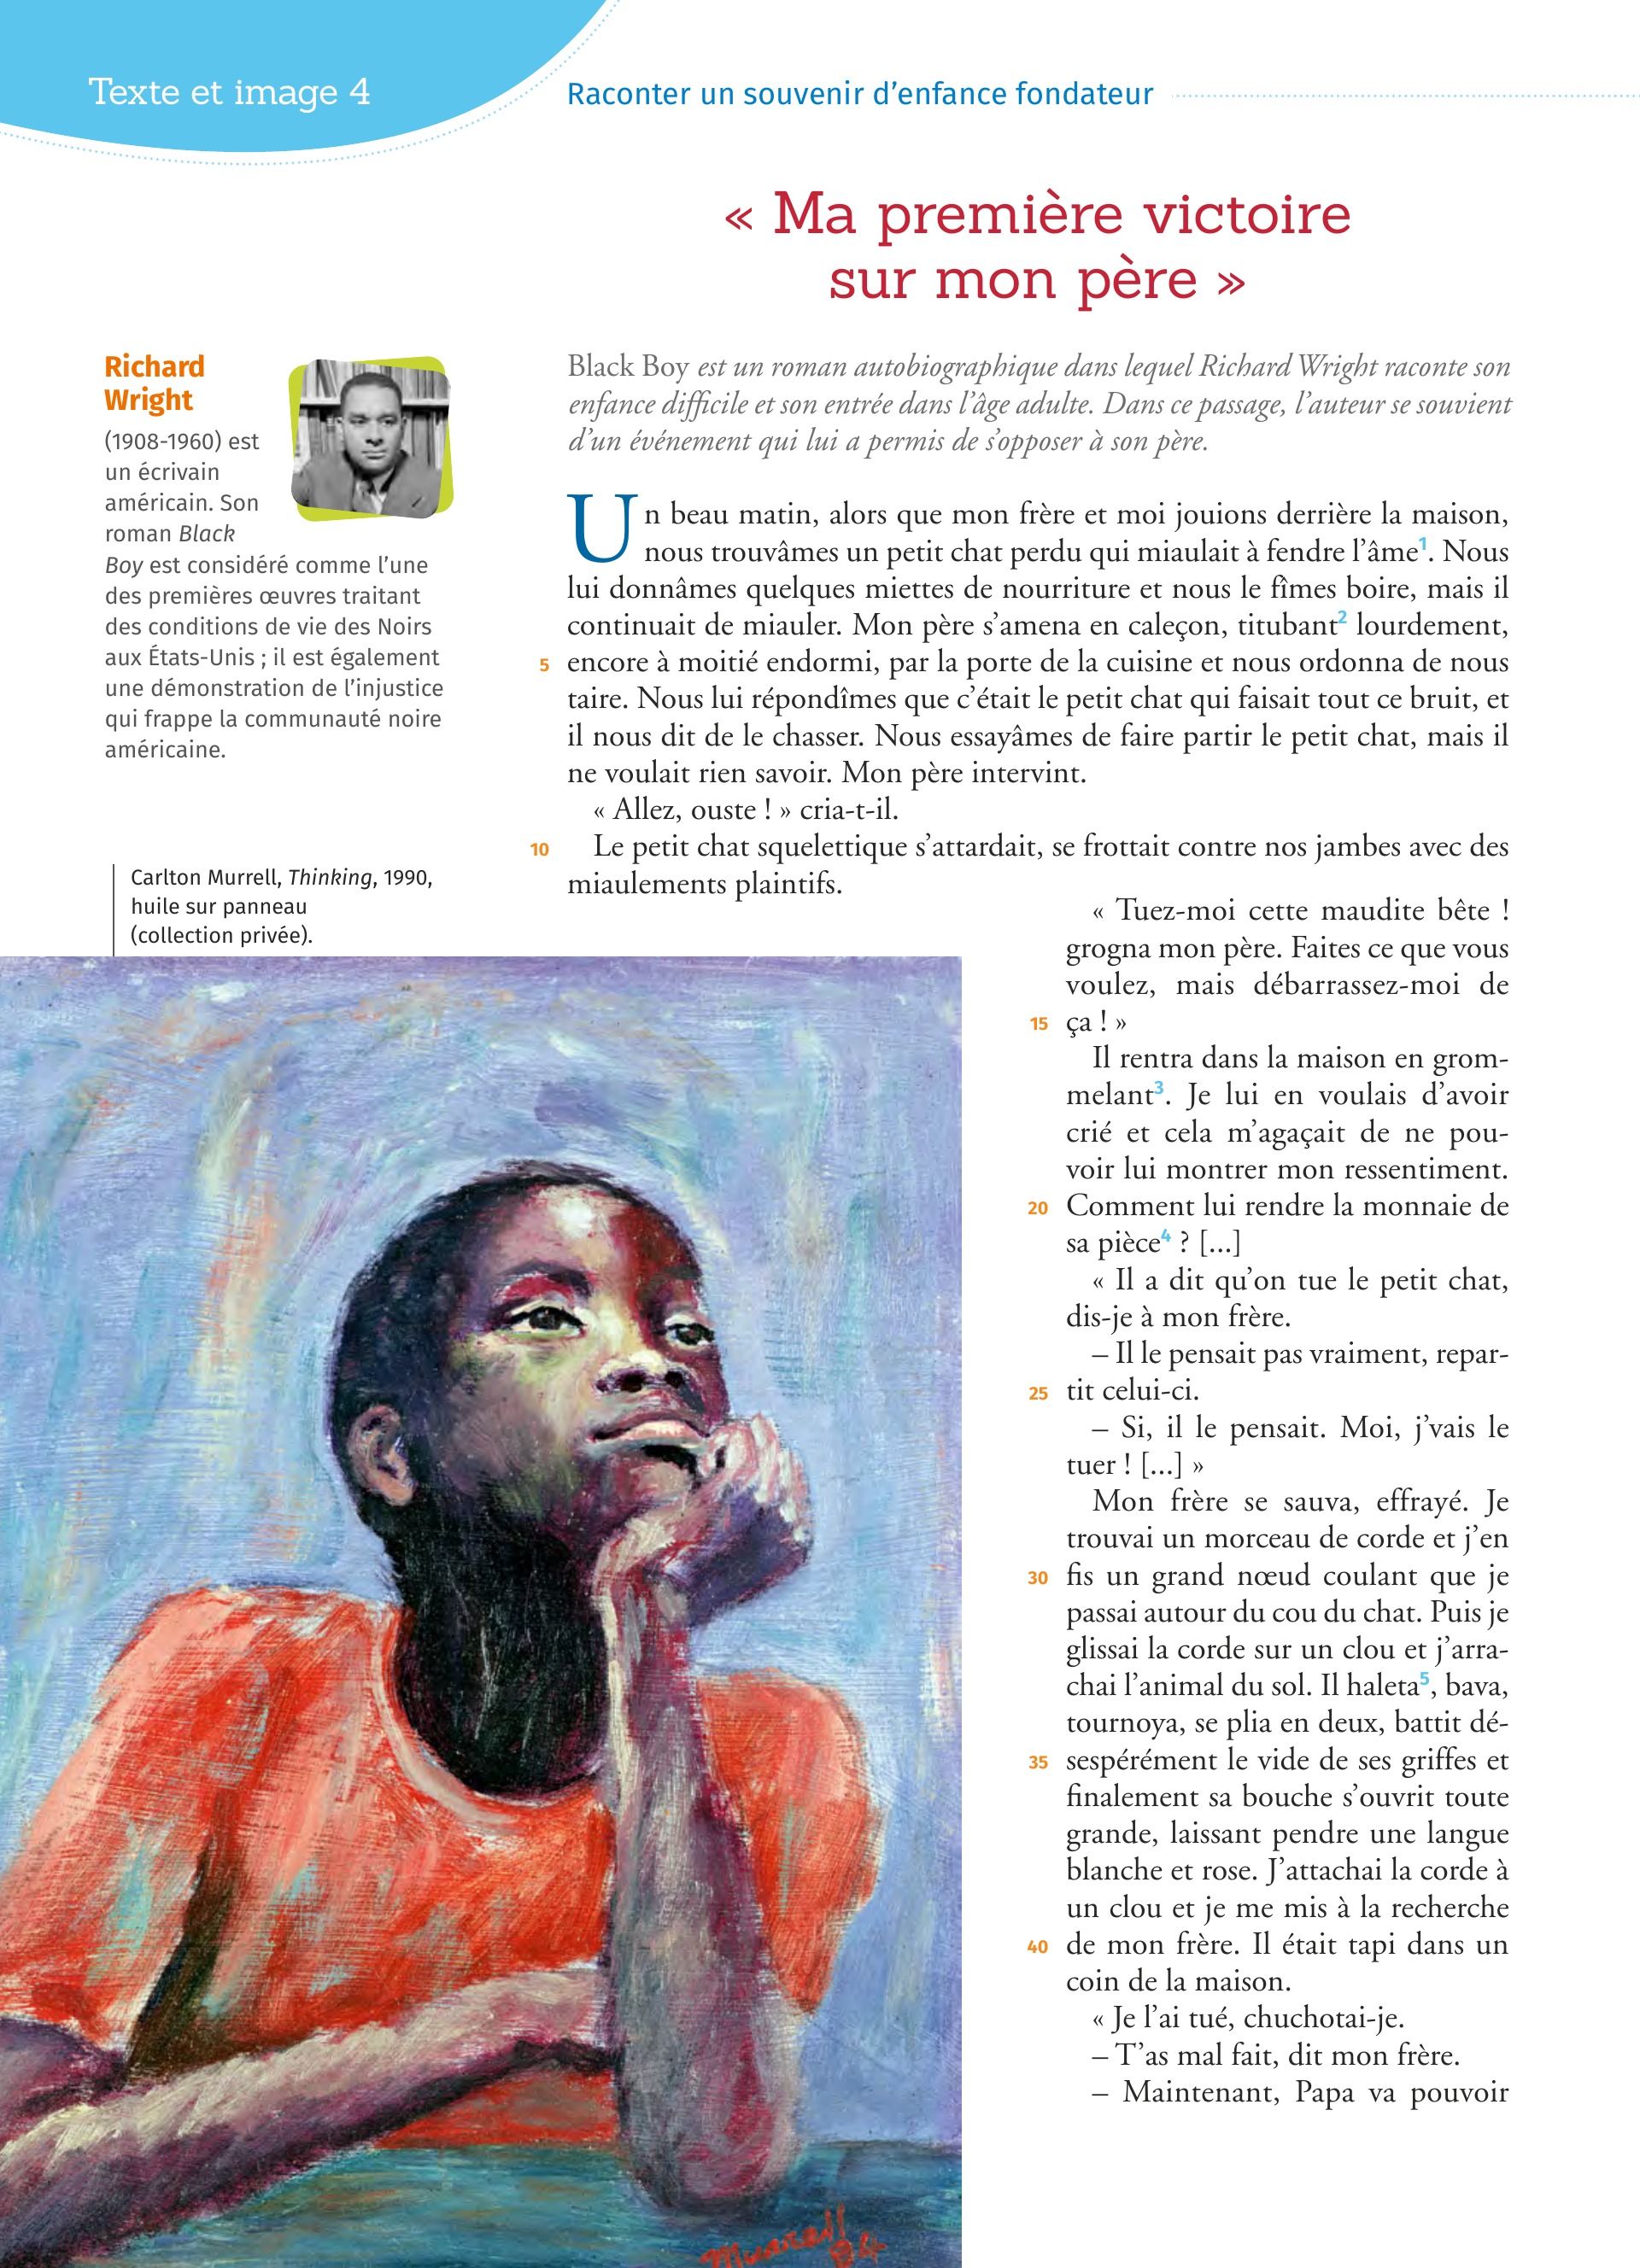 Texte et image 4
Raconter un souvenir d’enfance fondateur
« Ma première victoire
sur mon père »
Richard
Wright
(1908-1960) est
un écrivain
américain. Son
roman Black
Boy est considéré comme l’une
des premières œuvres traitant
des conditions de vie des Noirs
aux États-Unis ; il est également
une démonstration de l’injustice
qui frappe la communauté noire
américaine.
Carlton Murrell, Thinking, 1990,
huile sur panneau
(collection privée).
Black Boy est un roman autobiographique dans lequel Richard Wright raconte son
enfance difficile et son entrée dans l’âge adulte. Dans ce passage, l’auteur se souvient
d’un événement qui lui a permis de s’opposer à son père.
Un beau matin, alors que mon frère et moi jouions derrière la maison,
nous trouvâmes un petit chat perdu qui miaulait à fendre l’âme1. Nous
lui donnâmes quelques miettes de nourriture et nous le fîmes boire, mais il
continuait de miauler. Mon père s’amena en caleçon, titubant2 lourdement,
5 encore à moitié endormi, par la porte de la cuisine et nous ordonna de nous
taire. Nous lui répondîmes que c’était le petit chat qui faisait tout ce bruit, et
il nous dit de le chasser. Nous essayâmes de faire partir le petit chat, mais il
ne voulait rien savoir. Mon père intervint.
« Allez, ouste ! » cria-t-il.
10 Le petit chat squelettique s’attardait, se frottait contre nos jambes avec des
miaulements plaintifs.
« Tuez-moi cette maudite bête !
grogna mon père. Faites ce que vous
voulez, mais débarrassez-moi de
15 ça ! »
Il rentra dans la maison en grom-
melant3. Je lui en voulais d’avoir
crié et cela m’agaçait de ne pou-
voir lui montrer mon ressentiment.
20 Comment lui rendre la monnaie de
sa pièce4 ? [...]
« Il a dit qu’on tue le petit chat,
dis-je à mon frère.
– Il le pensait pas vraiment, repar-
25 tit celui-ci.
– Si, il le pensait. Moi, j’vais le
tuer ! [...] »
Mon frère se sauva, effrayé. Je
trouvai un morceau de corde et j’en
30 fis un grand nœud coulant que je
passai autour du cou du chat. Puis je
glissai la corde sur un clou et j’arra-
chai l’animal du sol. Il haleta5, bava,
tournoya, se plia en deux, battit dé-
35 sespérément le vide de ses griffes et
finalement sa bouche s’ouvrit toute
grande, laissant pendre une langue
blanche et rose. J’attachai la corde à
un clou et je me mis à la recherche
40 de mon frère. Il était tapi dans un
coin de la maison.
« Je l’ai tué, chuchotai-je.
– T’as mal fait, dit mon frère.
– Maintenant, Papa va pouvoir